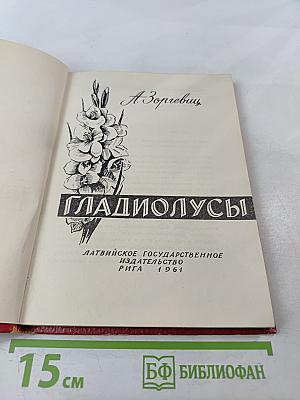 А Зоргевиц
ГЛАДИОЛУСЫ
ЛАТВИЙСКОЕ ГОСУДАРСТВЕННОЕ
ИЗДАТЕЛЬСТВО
РИГА 1961
15 см
БФ БИБЛИОФАН